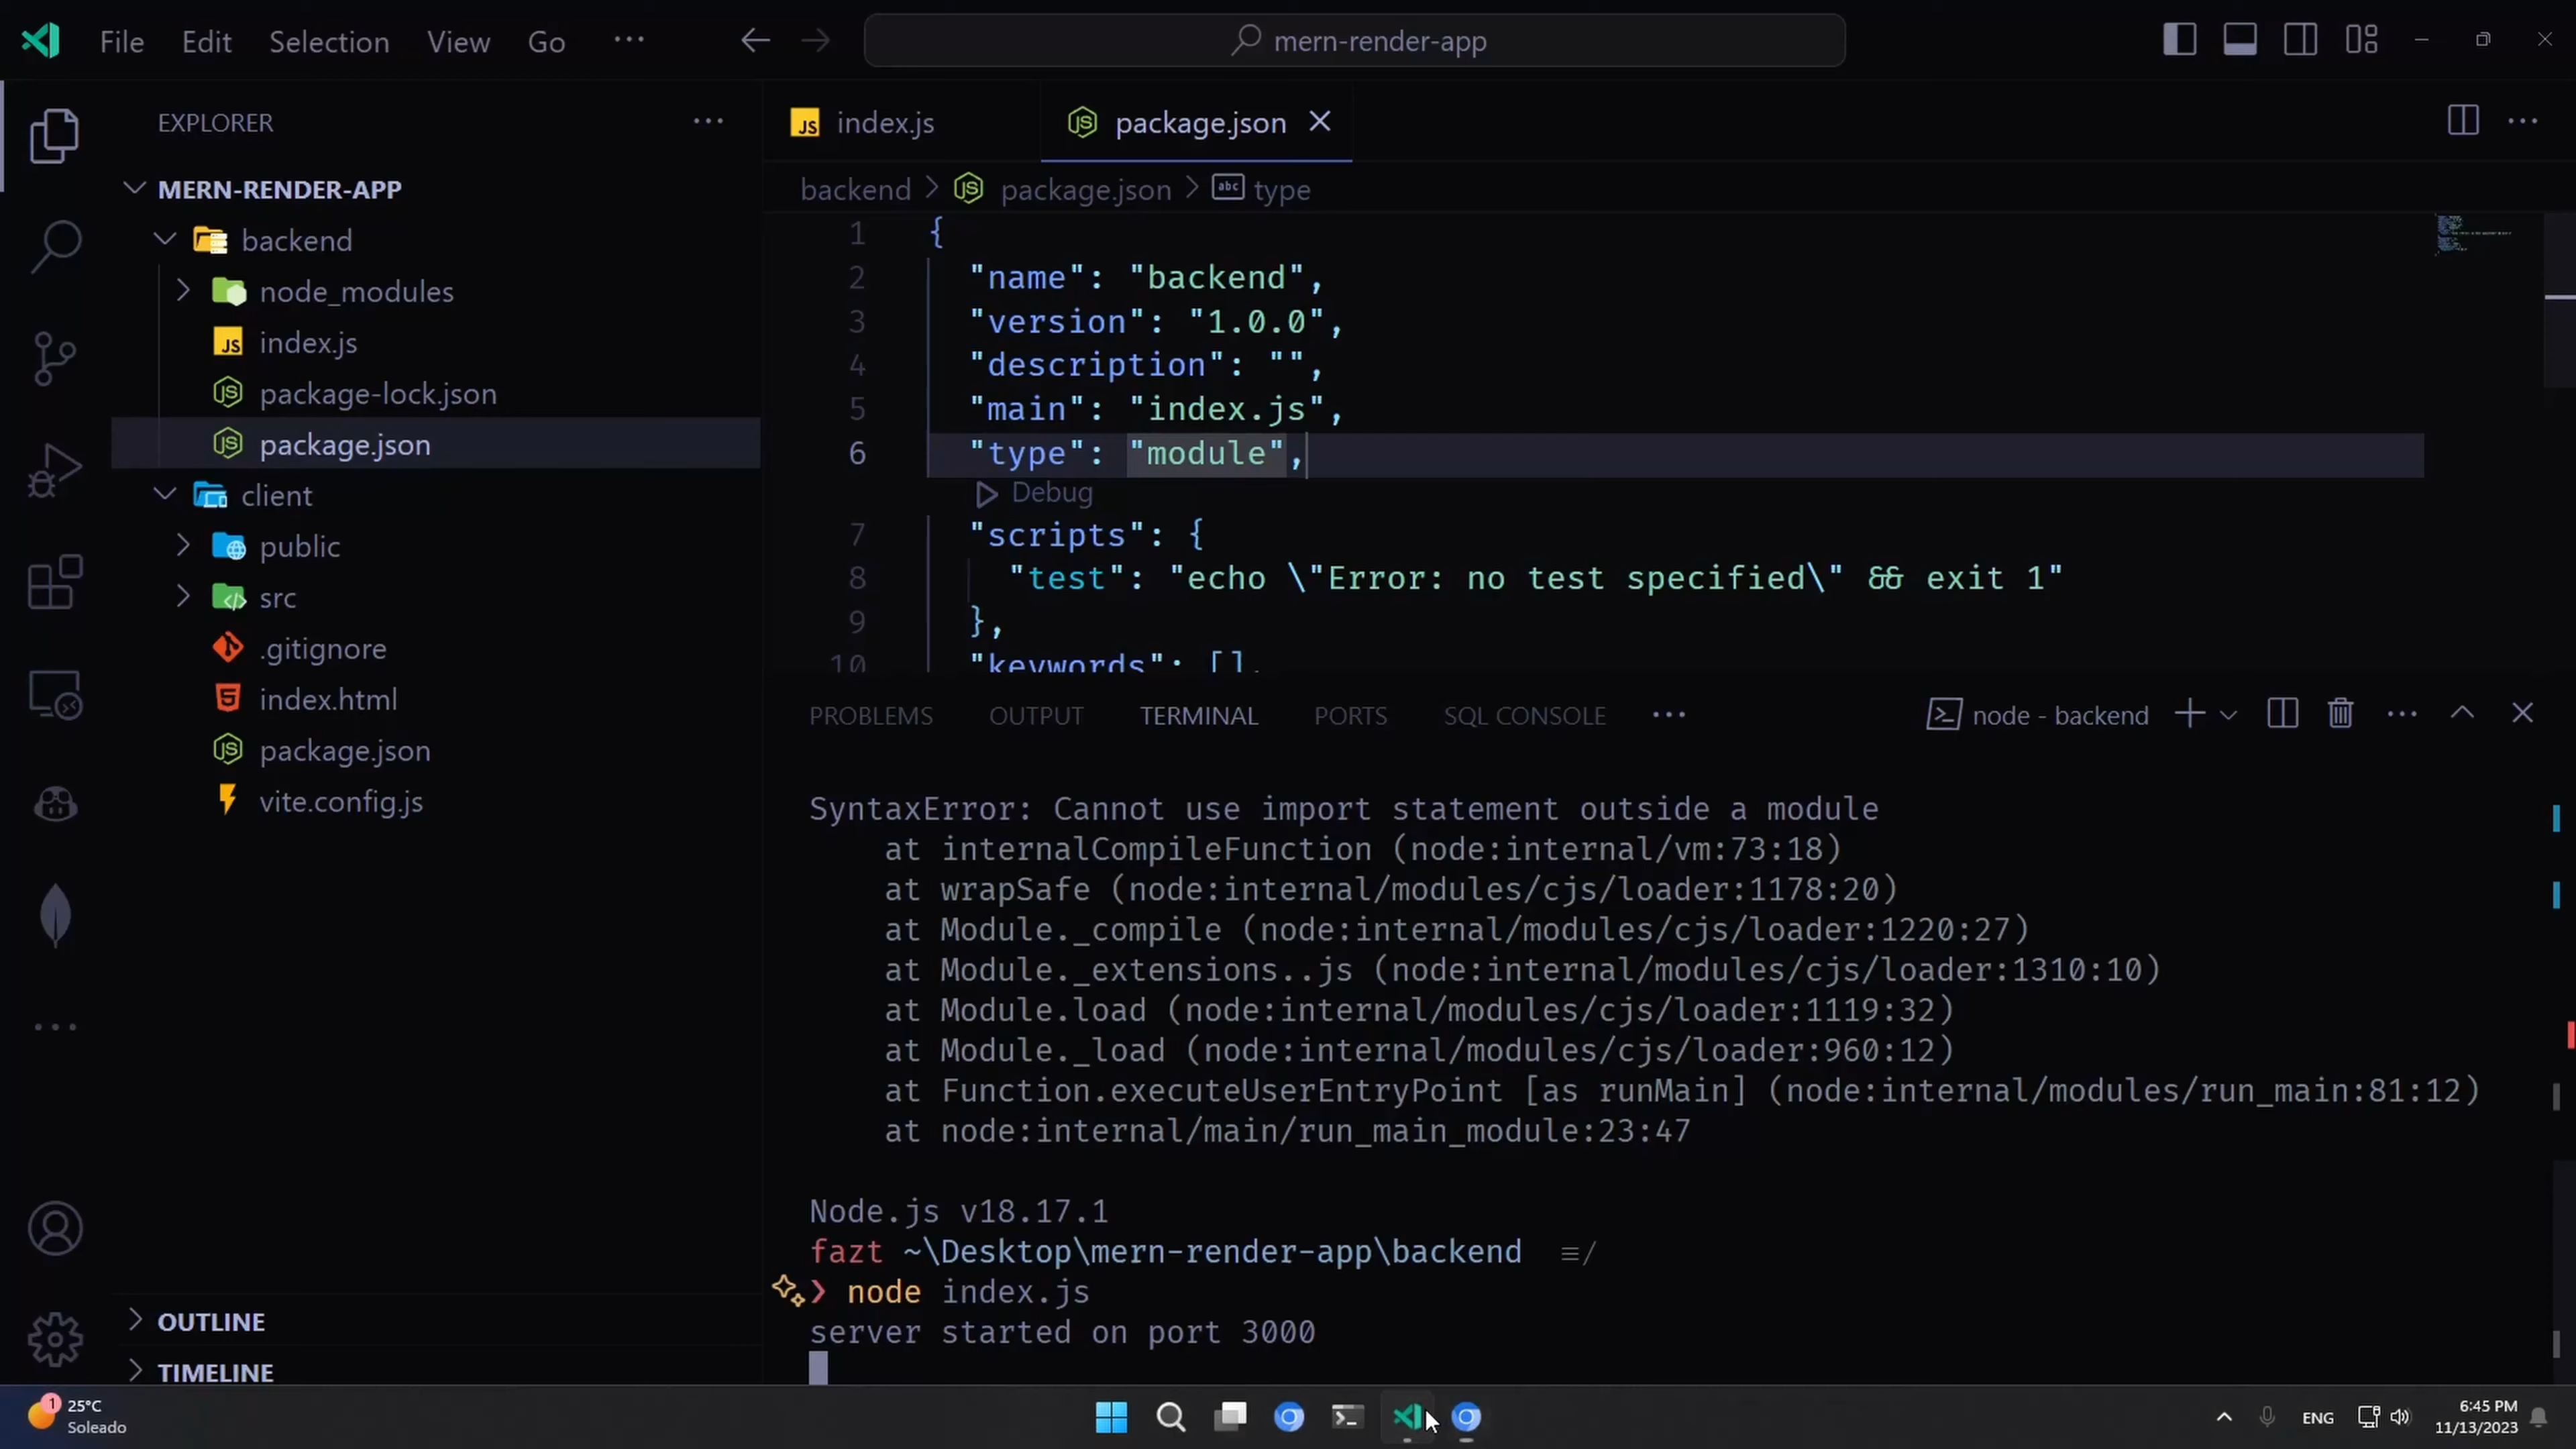 File Edit Selection View Go ···
mern-render-app
EXPLORER
MERN-RENDER-APP
backend
node_modules
index.js
package-lock.json
package.json
client
public
src
.gitignore
index.html
package.json
vite.config.js
OUTLINE
TIMELINE
index.js
package.json
backend > package.json > type
1 {
2 "name": "backend",
3 "version": "1.0.0",
4 "description": "",
5 "main": "index.js",
6 "type": "module",
Debug
7 "scripts": {
8 "test": "echo \"Error: no test specified\" && exit 1"
9 },
10 "keywords": [],
PROBLEMS OUTPUT TERMINAL PORTS SQL CONSOLE ···
node - backend
SyntaxError: Cannot use import statement outside a module
at internalCompileFunction (node:internal/vm:73:18)
at wrapSafe (node:internal/modules/cjs/loader:1178:20)
at Module._compile (node:internal/modules/cjs/loader:1220:27)
at Module._extensions..js (node:internal/modules/cjs/loader:1310:10)
at Module.load (node:internal/modules/cjs/loader:1119:32)
at Module._load (node:internal/modules/cjs/loader:960:12)
at Function.executeUserEntryPoint [as runMain] (node:internal/modules/run_main:81:12)
at node:internal/main/run_main_module:23:47
Node.js v18.17.1
fazt ~\Desktop\mern-render-app\backend ≡/
❯ node index.js
server started on port 3000
1
25°C
Soleado
ENG
6:45 PM
11/13/2023